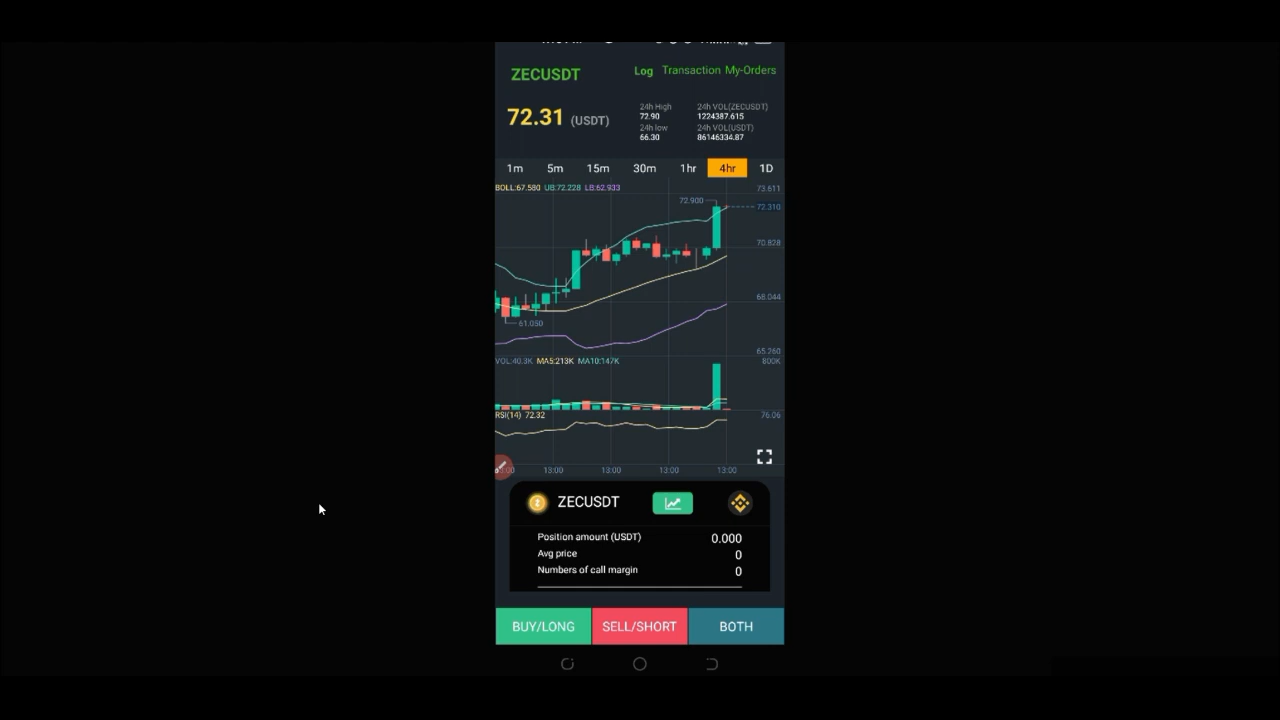 ZECUSDT Log Transaction My-Orders
72.31 (USDT)
24h High 24h VOL(ZECUSDT)
72.90 1224387.615
24h low 24h VOL(USDT)
66.30 86146334.87
1m 5m 15m 30m 1hr 4hr 1D
BOLL:67.580 UB:72.228 LB:62.933 73.611
72.900 72.310
70.828
68.044
61.050
65.260
VOL:40.3K MA5:213K MA10:147K 800K
RSI(14) 72.32 76.06
13:00 13:00 13:00 13:00
ZECUSDT
Position amount (USDT) 0.000
Avg price 0
Numbers of call margin 0
BUY/LONG SELL/SHORT BOTH